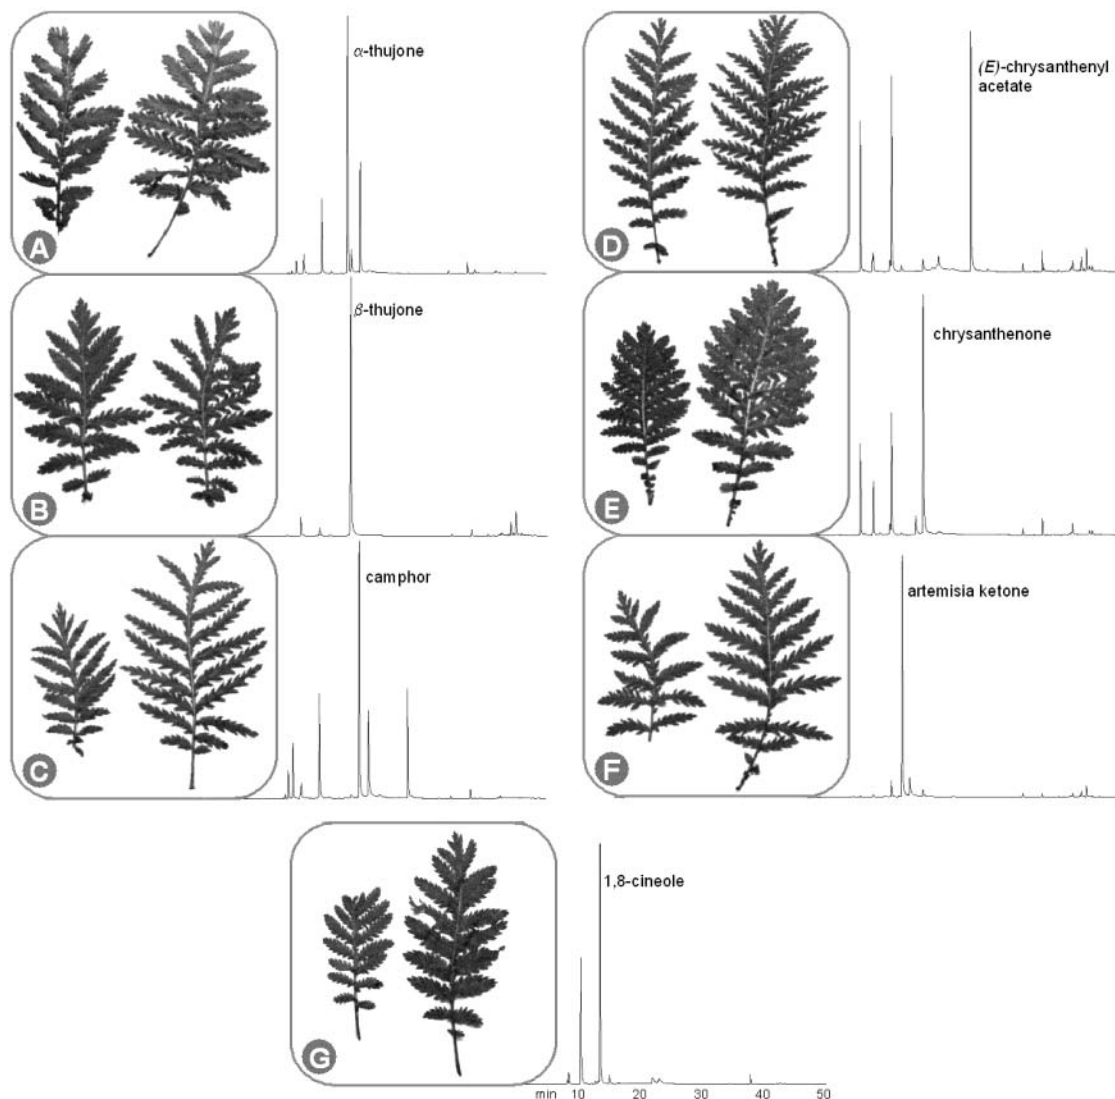 α-thujone
A
β-thujone
B
camphor
C
(E)-chrysanthenyl
acetate
D
chrysanthenone
E
artemisia ketone
F
1,8-cineole
G
min 10 20 30 40 50